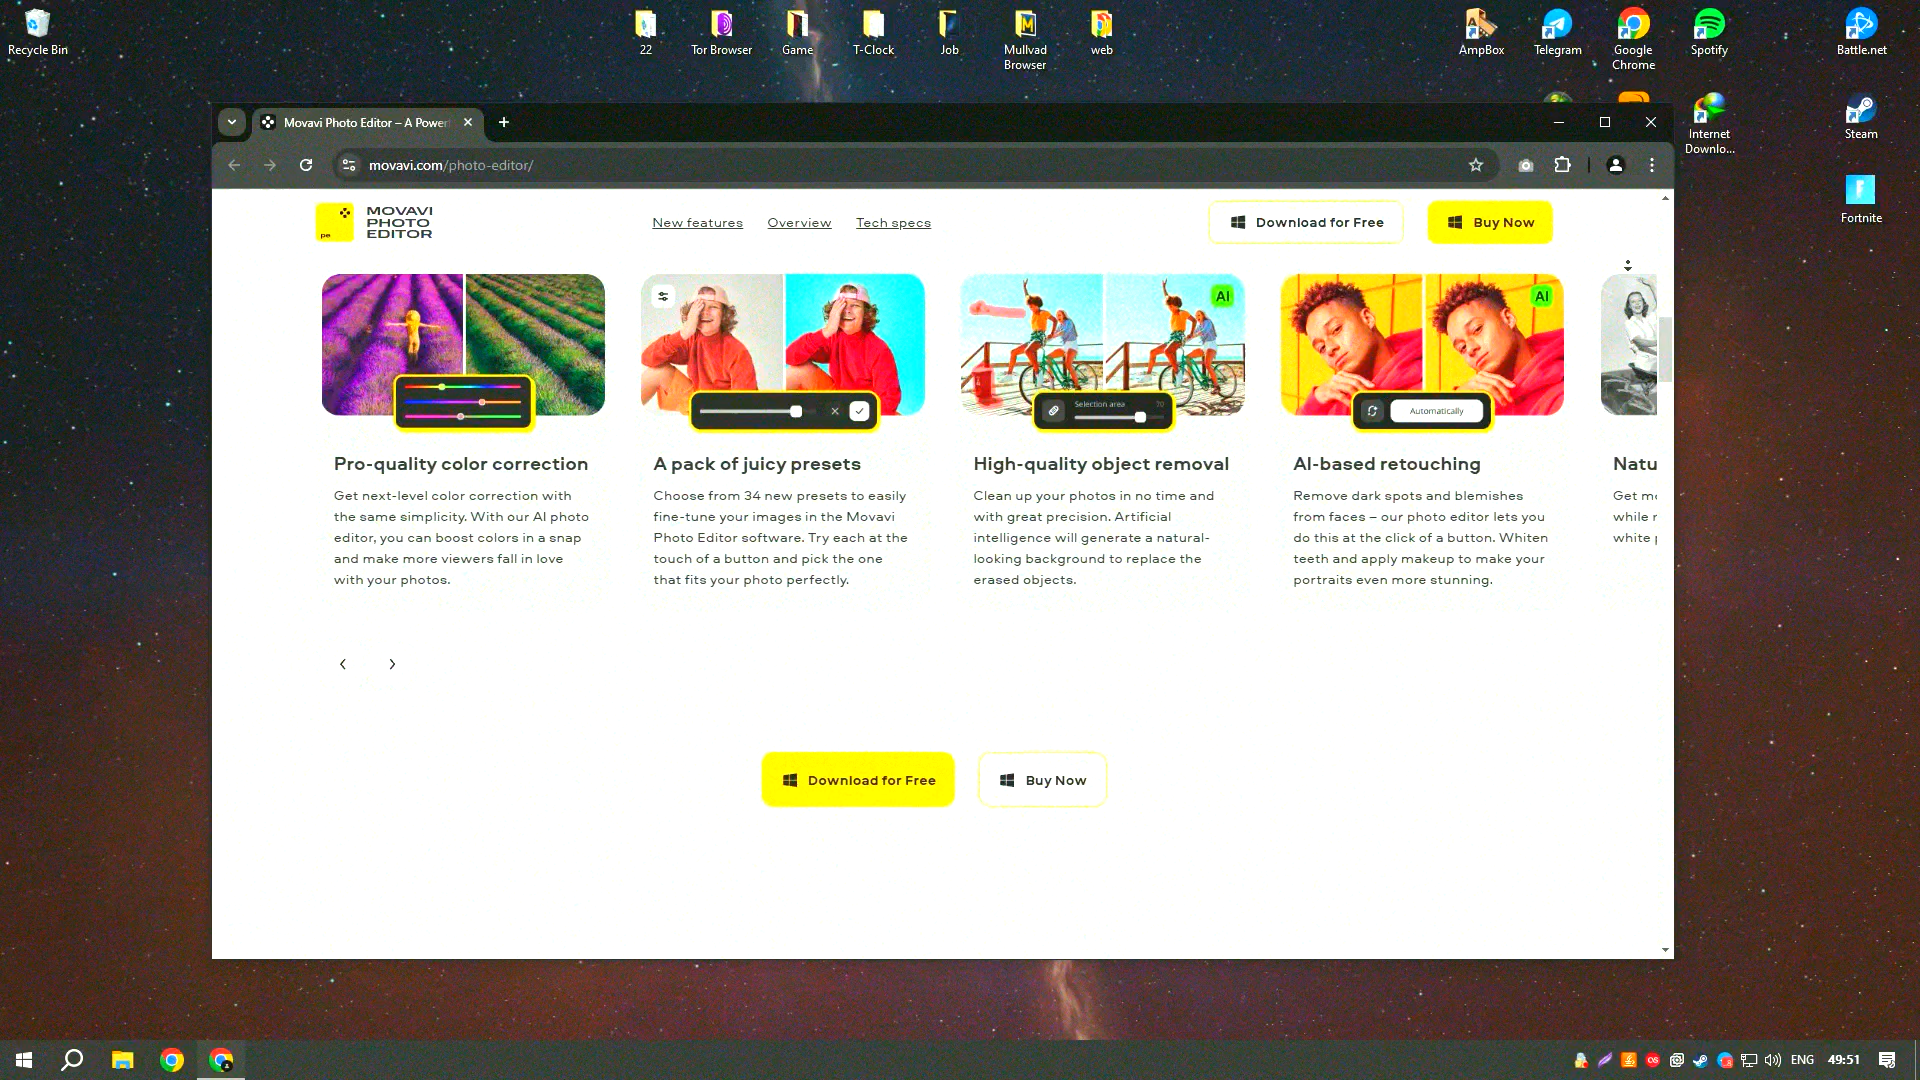 Recycle Bin
22
Tor Browser
Game
T-Clock
Job
Mullvad
Browser
web
AmpBox
Telegram
Google
Chrome
Spotify
Battle.net
Internet
Downlo...
Steam
Fortnite
Movavi Photo Editor – A Power
movavi.com/photo-editor/
pe
MOVAVI
PHOTO
EDITOR
New features
Overview
Tech specs
Download for Free
Buy Now
AI
AI
Selection area
70
Automatically
Pro-quality color correction
Get next-level color correction with
the same simplicity. With our AI photo
editor, you can boost colors in a snap
and make more viewers fall in love
with your photos.
A pack of juicy presets
Choose from 34 new presets to easily
fine-tune your images in the Movavi
Photo Editor software. Try each at the
touch of a button and pick the one
that fits your photo perfectly.
High-quality object removal
Clean up your photos in no time and
with great precision. Artificial
intelligence will generate a natural-
looking background to replace the
erased objects.
AI-based retouching
Remove dark spots and blemishes
from faces – our photo editor lets you
do this at the click of a button. Whiten
teeth and apply makeup to make your
portraits even more stunning.
Natu
Get mo
while r
white p
Download for Free
Buy Now
ENG
49:51